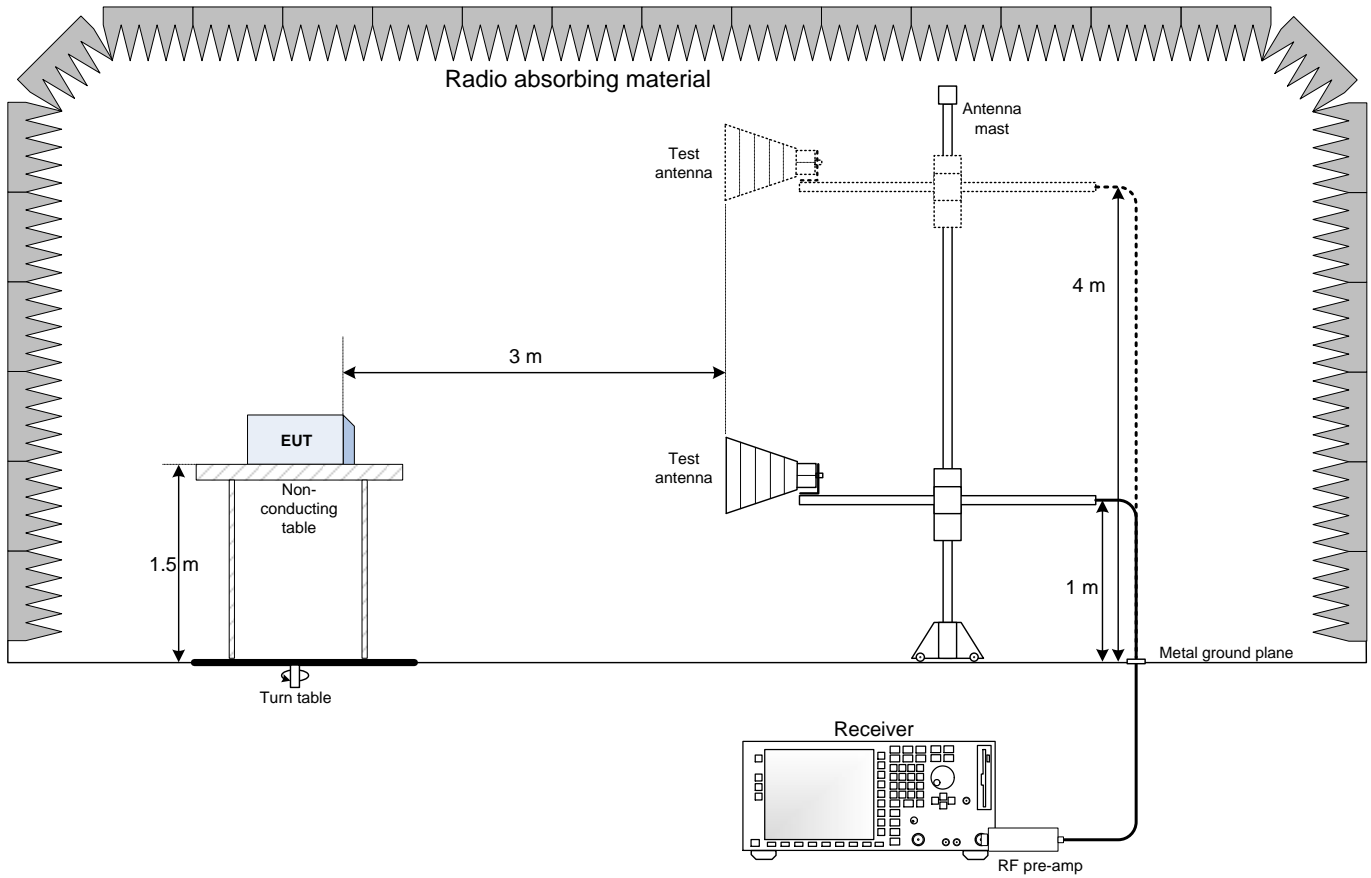 Radio absorbing material
Antenna
mast
Test
antenna
4 m
3 m
EUT
Test
antenna
Non-
conducting
table
1.5 m
1 m
Metal ground plane
Turn table
Receiver
RF pre-amp